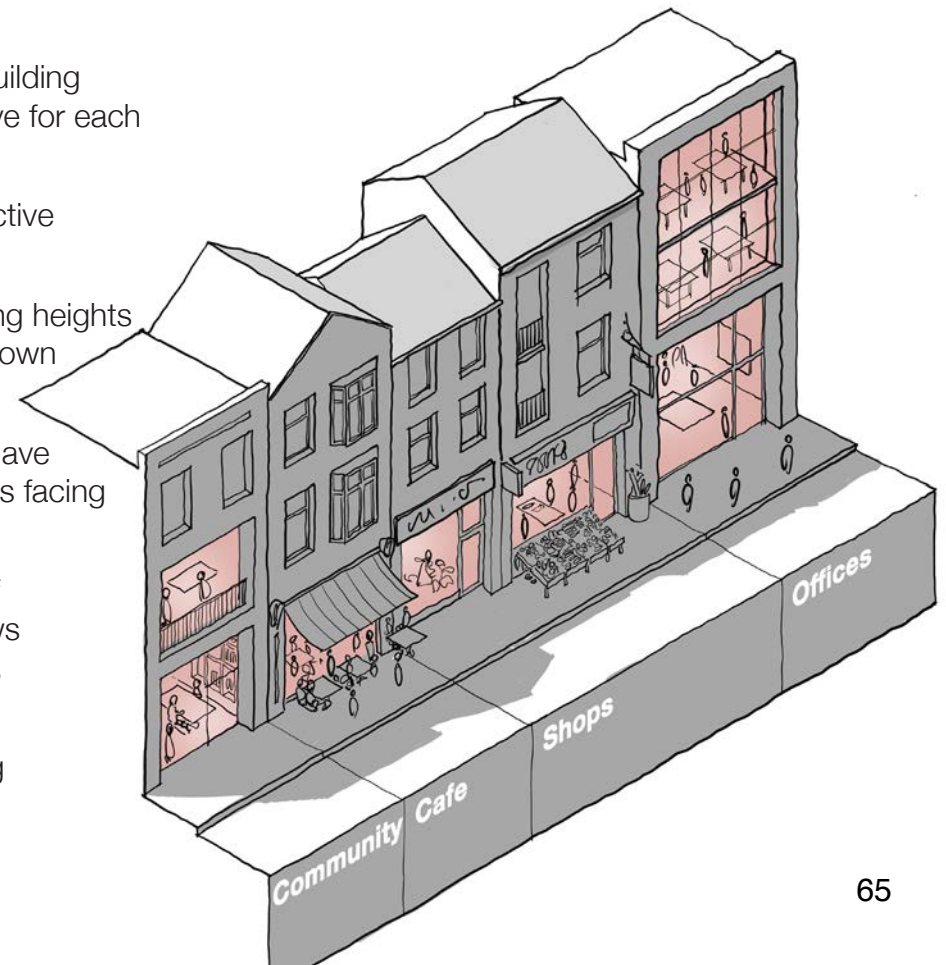 uilding
ve for each
ctive
ng heights
own
ave
s facing
ws
g
Community
Cafe
Shops
Offices
65